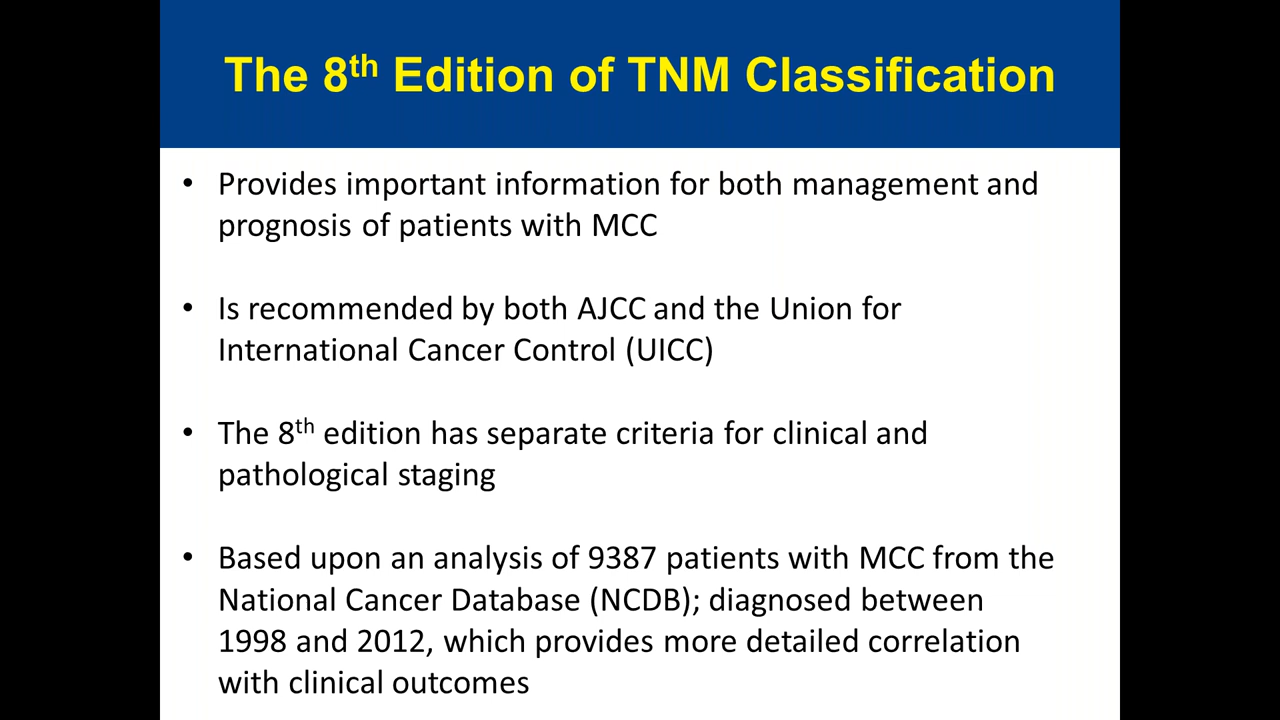 The 8th Edition of TNM Classification
• Provides important information for both management and
prognosis of patients with MCC
• Is recommended by both AJCC and the Union for
International Cancer Control (UICC)
• The 8th edition has separate criteria for clinical and
pathological staging
• Based upon an analysis of 9387 patients with MCC from the
National Cancer Database (NCDB); diagnosed between
1998 and 2012, which provides more detailed correlation
with clinical outcomes